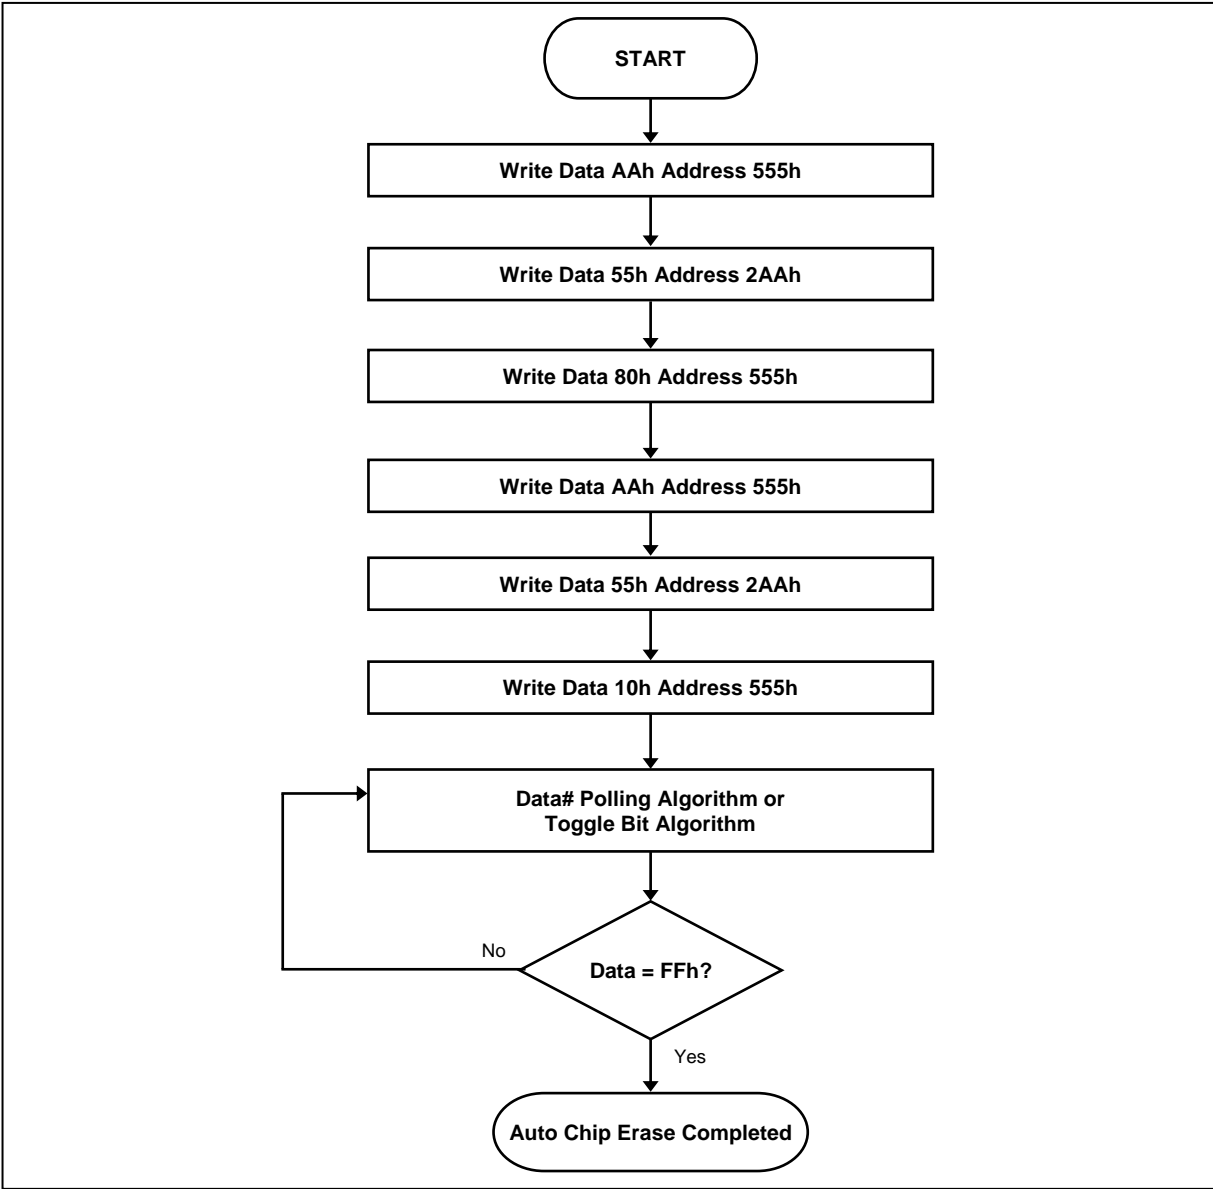 START
Write Data AAh Address 555h
Write Data 55h Address 2AAh
Write Data 80h Address 555h
Write Data AAh Address 555h
Write Data 55h Address 2AAh
Write Data 10h Address 555h
Data# Polling Algorithm or
Toggle Bit Algorithm
No
Data = FFh?
Yes
Auto Chip Erase Completed